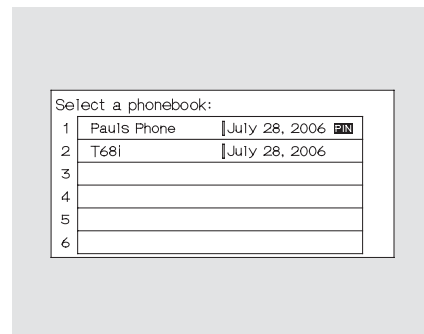 Select a phonebook:
1 Pauls Phone July 28, 2006 PIN
2 T68i July 28, 2006
3
4
5
6